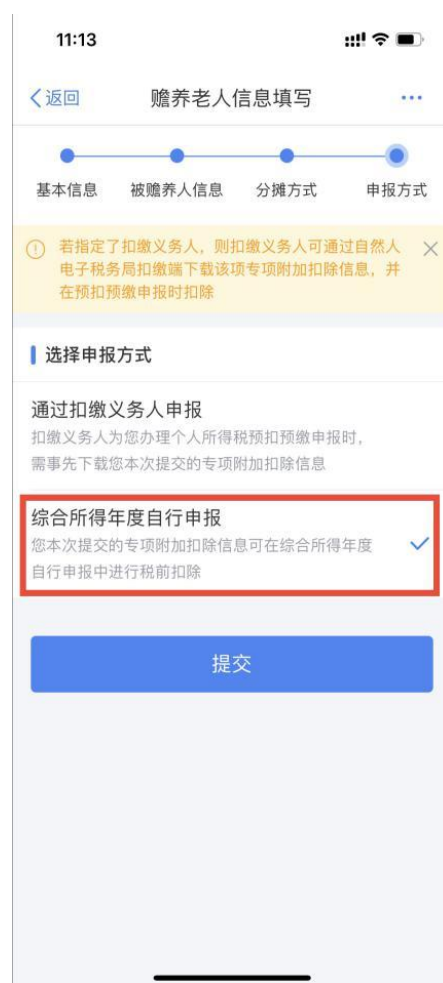 11:13
返回
赡养老人信息填写
基本信息
被赡养人信息
分摊方式
申报方式
若指定了扣缴义务人，则扣缴义务人可通过自然人
电子税务局扣缴端下载该项专项附加扣除信息，并
在预扣预缴申报时扣除
选择申报方式
通过扣缴义务人申报
扣缴义务人为您办理个人所得税预扣预缴申报时，
需事先下载您本次提交的专项附加扣除信息
综合所得年度自行申报
您本次提交的专项附加扣除信息可在综合所得年度
自行申报中进行税前扣除
提交